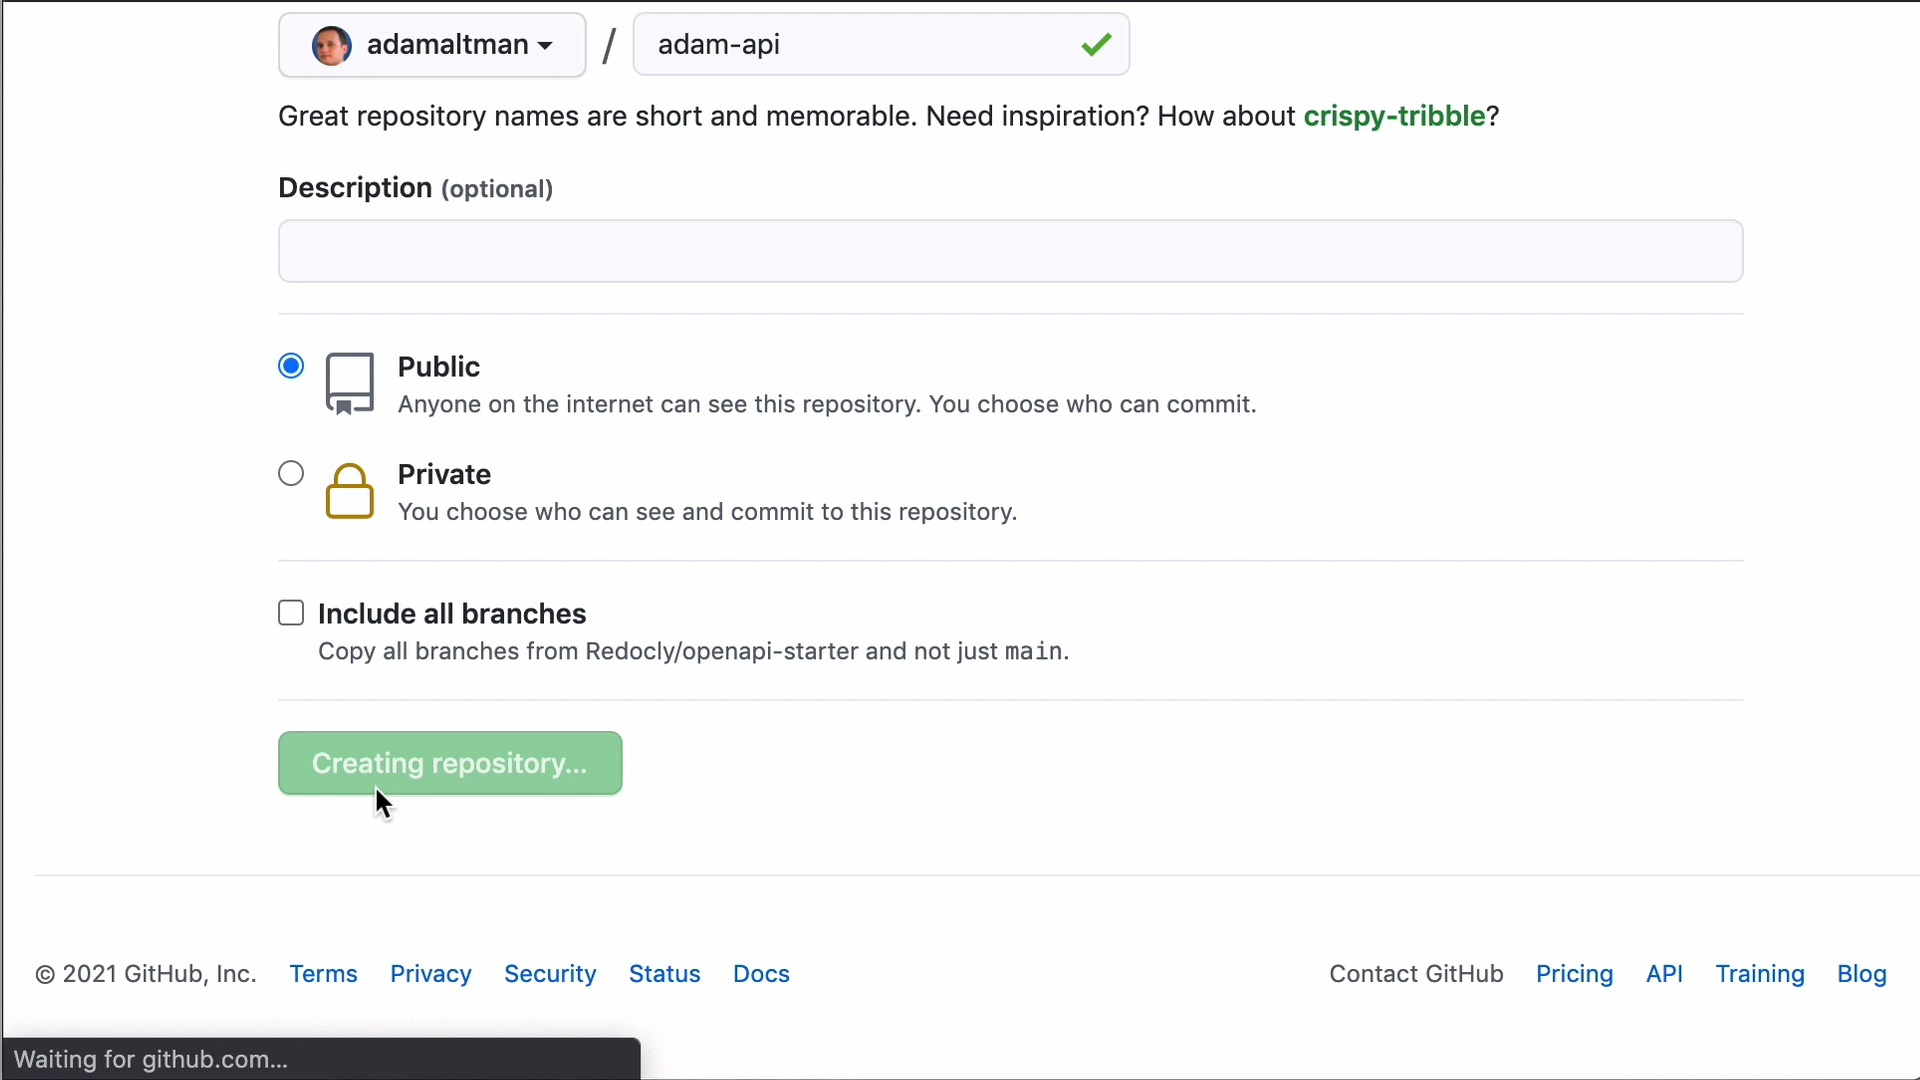 adamaltman / adam-api
Great repository names are short and memorable. Need inspiration? How about crispy-tribble?
Description (optional)
Public
Anyone on the internet can see this repository. You choose who can commit.
Private
You choose who can see and commit to this repository.
Include all branches
Copy all branches from Redocly/openapi-starter and not just main.
Creating repository...
© 2021 GitHub, Inc. Terms Privacy Security Status Docs Contact GitHub Pricing API Training Blog
Waiting for github.com...